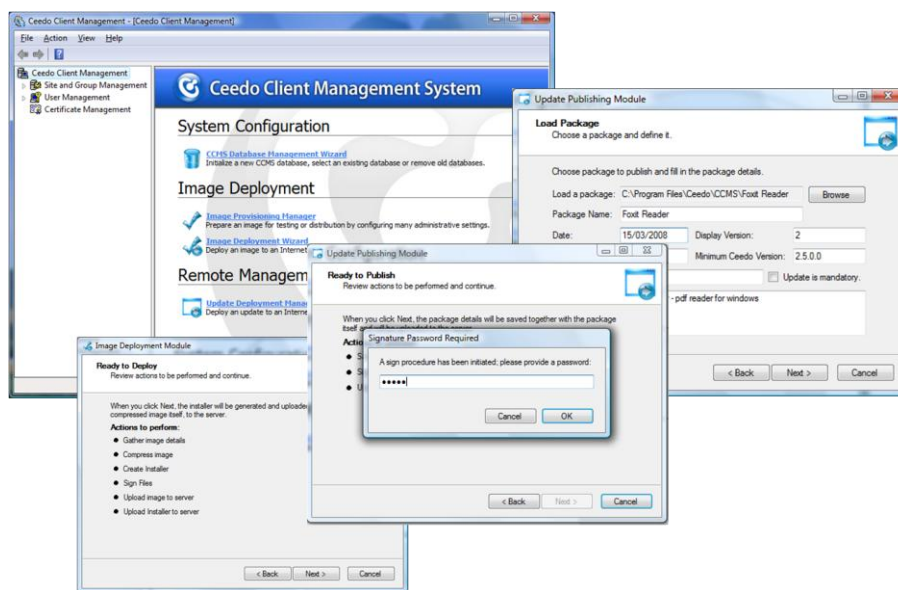 Ceedo Client Management - [Ceedo Client Management]
File Action View Help
Ceedo Client Management
Site and Group Management
User Management
Certificate Management
Ceedo Client Management System
System Configuration
CCMS Database Management Wizard
Initialize a new CCMS database, select an existing database or remove old databases.
Image Deployment
Image Provisioning Manager
Prepare an image for testing or distribution by configuring many administrative settings.
Image Deployment Wizard
Deploy an image to an Internet
Remote Managem
Update Deployment Mana
Deploy an update to an Interne
Update Publishing Module
Load Package
Choose a package and define it.
Choose package to publish and fill in the package details.
Load a package: C:\Program Files\Ceedo\CCMS\Foxit Reader Browse
Package Name: Foxit Reader
Date: 15/03/2008 Display Version: 2
Minimum Ceedo Version: 2.5.0.0
Update is mandatory.
- pdf reader for windows
< Back Next > Cancel
Update Publishing Module
Ready to Publish
Review actions to be performed and continue.
When you click Next, the package details will be saved together with the package
itself and will be uploaded to the server.
Actio
S
S
U
Signature Password Required
A sign procedure has been initiated; please provide a password:
●●●●●
Cancel OK
< Back Next > Cancel
Image Deployment Module
Ready to Deploy
Review actions to be performed and continue.
When you click Next, the installer will be generated and uploade
compressed image itself, to the server.
Actions to perform:
● Gather image details
● Compress image
● Create Installer
● Sign Files
● Upload image to server
● Upload Installer to server
< Back Next > Cancel